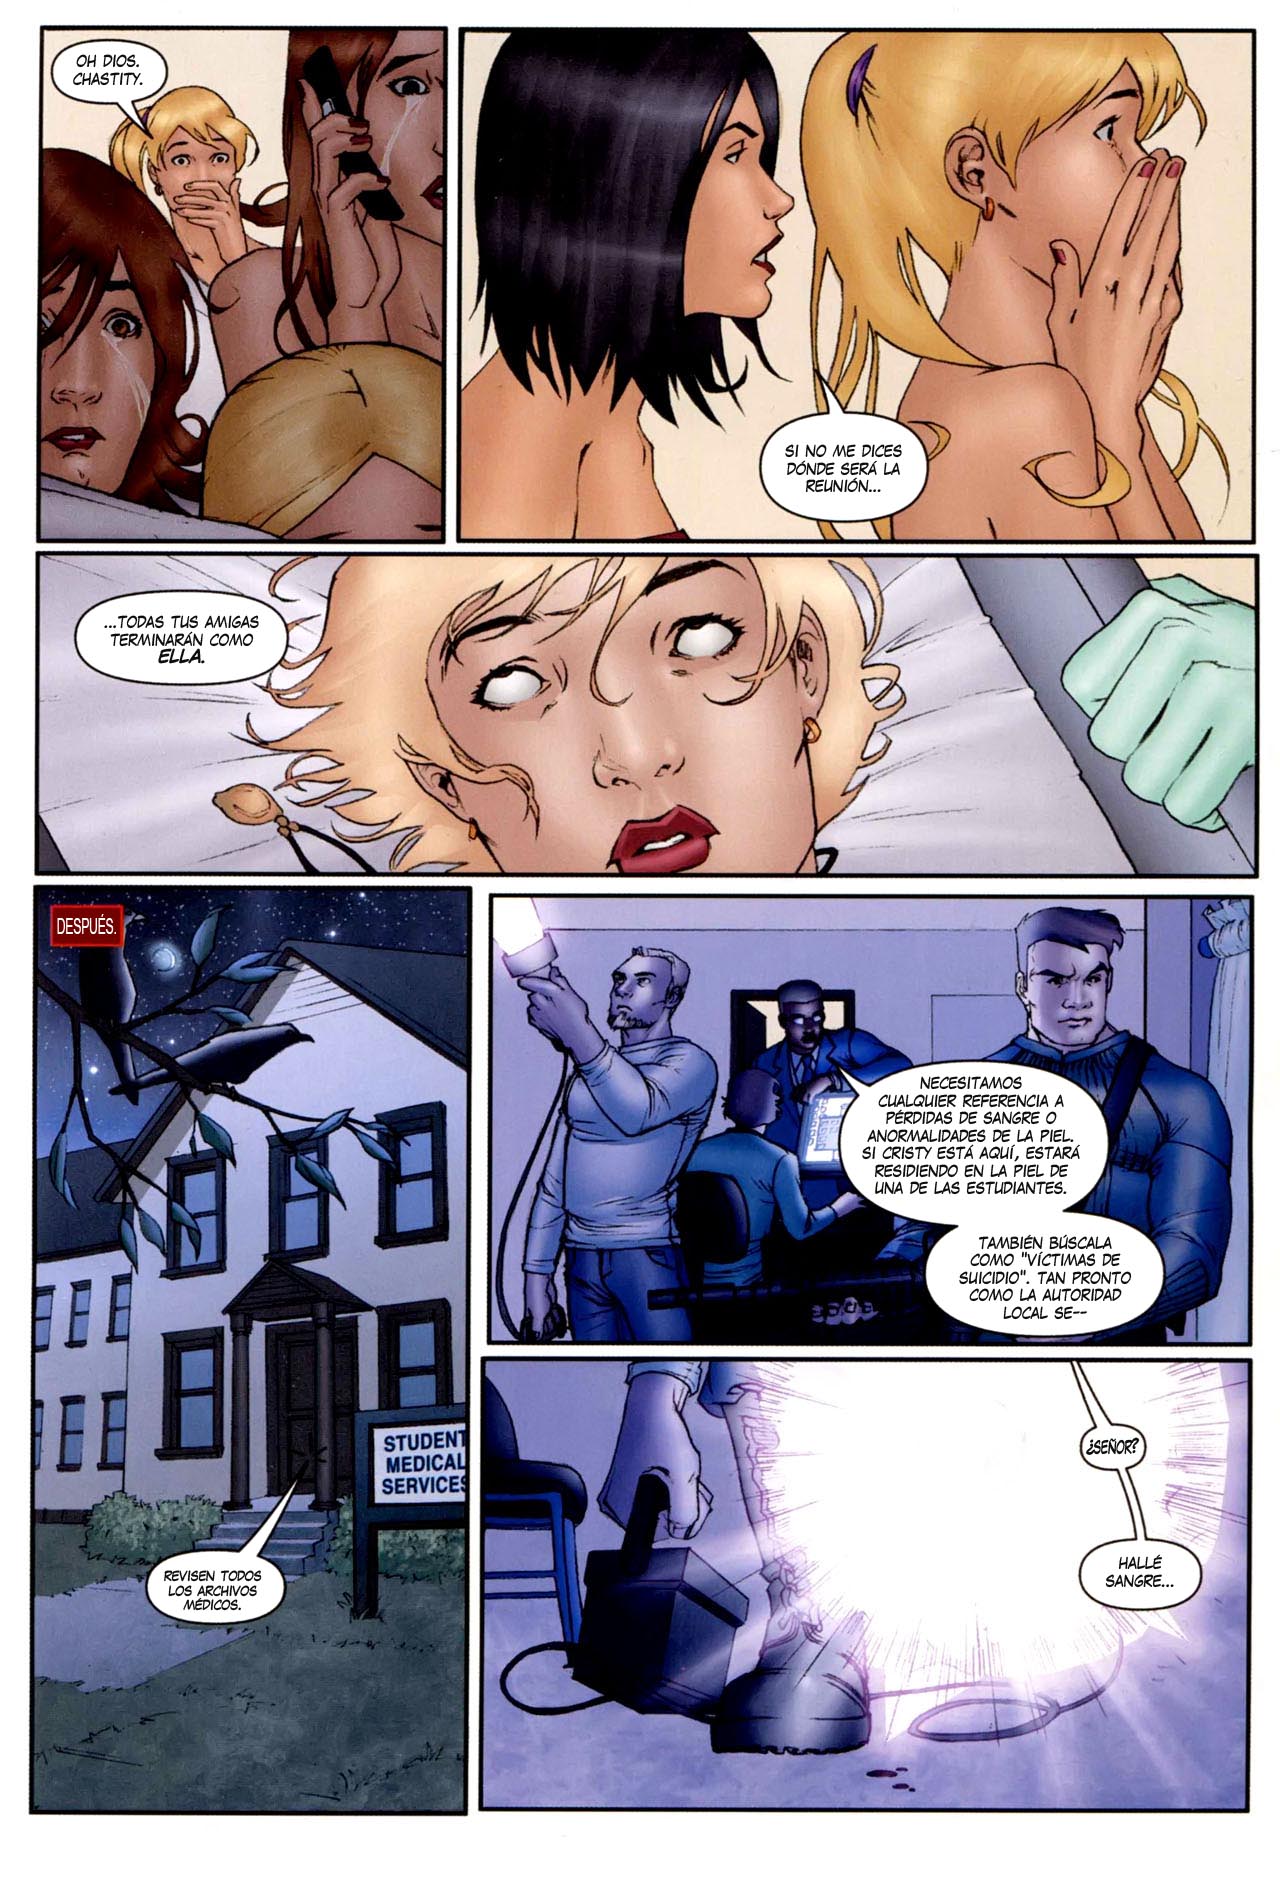 OH DIOS.
CHASTITY.
SI NO ME DICES
DÓNDE SERÁ LA
REUNIÓN...
...TODAS TUS AMIGAS
TERMINARÁN COMO
ELLA.
DESPUÉS.
STUDENT
MEDICAL
SERVICES
REVISEN TODOS
LOS ARCHIVOS
MÉDICOS.
NECESITAMOS
CUALQUIER REFERENCIA A
PÉRDIDAS DE SANGRE O
ANORMALIDADES DE LA PIEL.
SI CRISTY ESTÁ AQUÍ, ESTARÁ
RESIDIENDO EN LA PIEL DE
UNA DE LAS ESTUDIANTES.
TAMBIÉN BÚSCALA
COMO "VÍCTIMAS DE
SUICIDIO". TAN PRONTO
COMO LA AUTORIDAD
LOCAL SE--
¿SEÑOR?
HALLÉ
SANGRE...